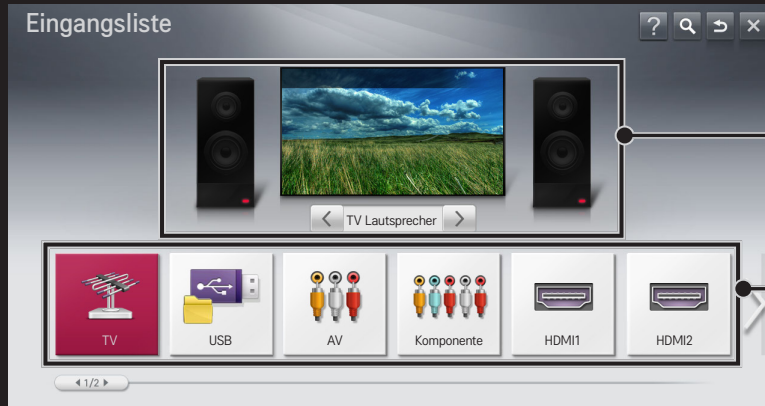 Eingangsliste
?
TV Lautsprecher
TV USB AV Komponente HDMI1 HDMI2
1/2